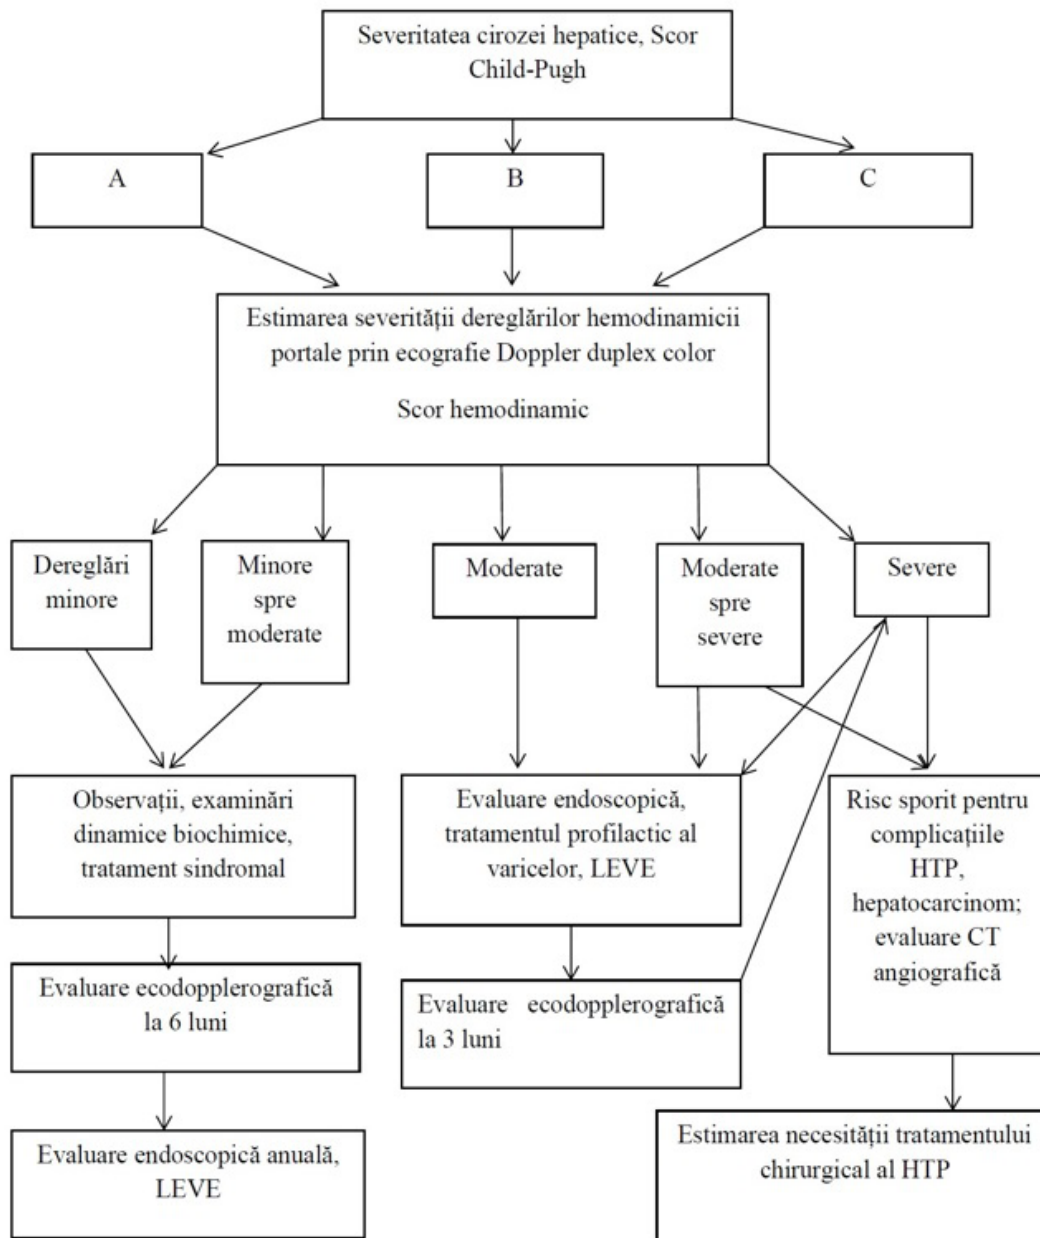 Severitatea cirozei hepatice, Scor
Child-Pugh
A
B
C
Estimarea severității dereglărilor hemodinamicii
portale prin ecografie Doppler duplex color
Scor hemodinamic
Dereglări
minore
Minore
spre
moderate
Moderate
Moderate
spre
severe
Severe
Observații, examinări
dinamice biochimice,
tratament sindromal
Evaluare endoscopică,
tratamentul profilactic al
varicelor, LEVE
Risc sporit pentru
complicațiile
HTP,
hepatocarcinom;
evaluare CT
angiografică
Evaluare ecodopplerografică
la 6 luni
Evaluare ecodopplerografică
la 3 luni
Evaluare endoscopică anuală,
LEVE
Estimarea necesității tratamentului
chirurgical al HTP